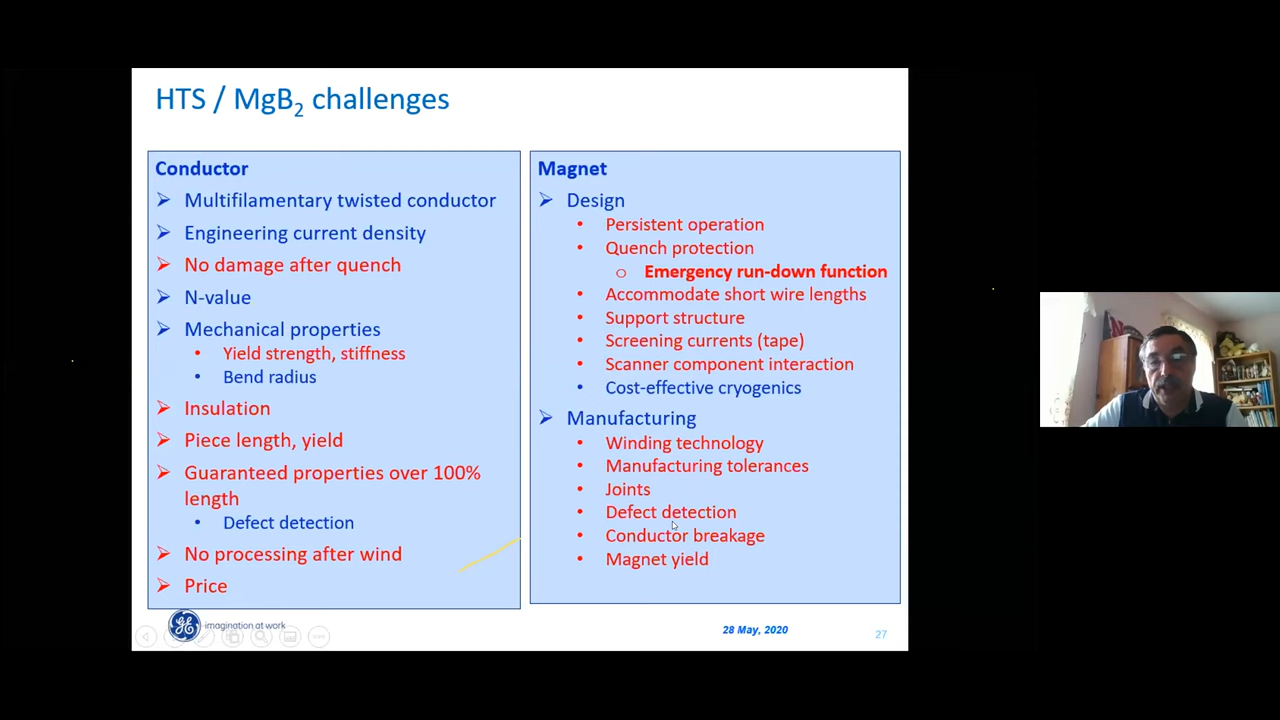 HTS / MgB₂ challenges
Conductor
Multifilamentary twisted conductor
Engineering current density
No damage after quench
N-value
Mechanical properties
Yield strength, stiffness
Bend radius
Insulation
Piece length, yield
Guaranteed properties over 100%
length
Defect detection
No processing after wind
Price
Magnet
Design
Persistent operation
Quench protection
Emergency run-down function
Accommodate short wire lengths
Support structure
Screening currents (tape)
Scanner component interaction
Cost-effective cryogenics
Manufacturing
Winding technology
Manufacturing tolerances
Joints
Defect detection
Conductor breakage
Magnet yield
GE imagination at work
28 May, 2020
27